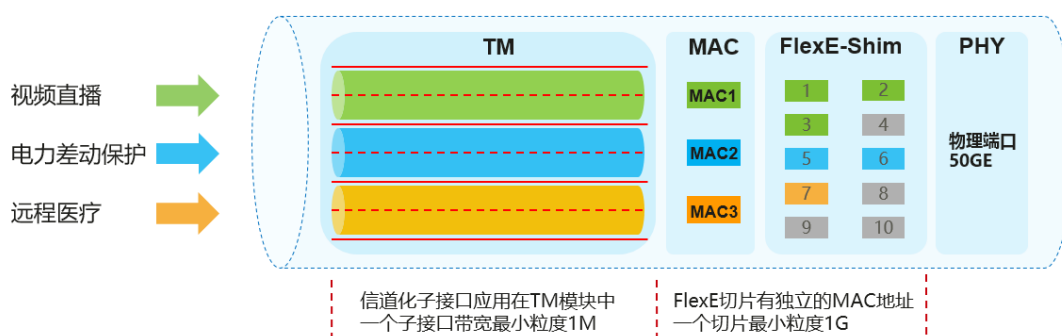 TM
MAC
FlexE-Shim
PHY
视频直播
电力差动保护
远程医疗
MAC1
MAC2
MAC3
1
2
3
4
5
6
7
8
9
10
物理端口
50GE
信道化子接口应用在TM模块中
一个子接口带宽最小粒度1M
FlexE切片有独立的MAC地址
一个切片最小粒度1G